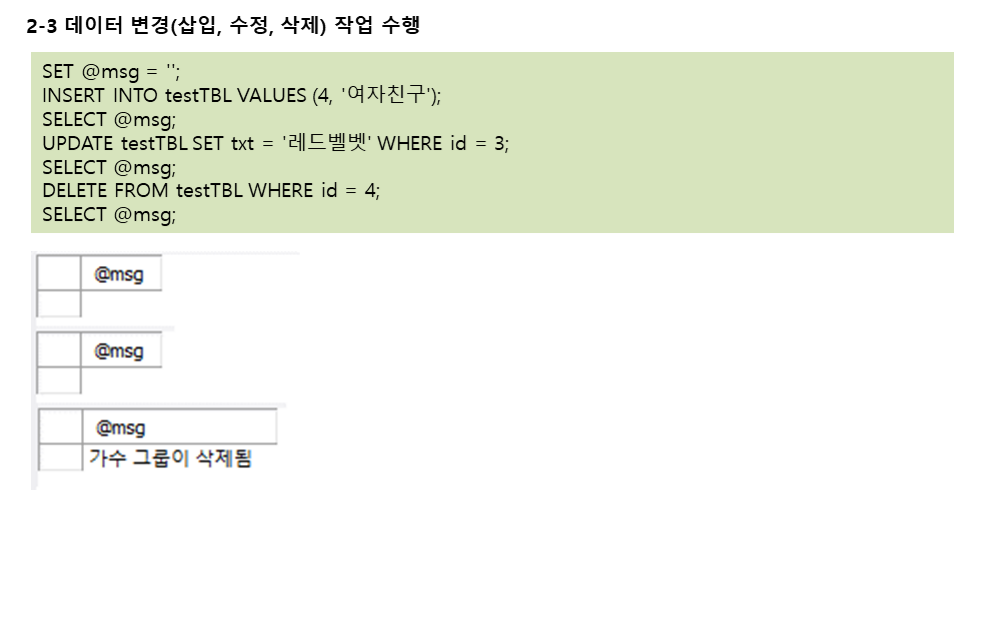 2-3 데이터 변경(삽입, 수정, 삭제) 작업 수행
SET @msg = '';
INSERT INTO testTBL VALUES (4, '여자친구');
SELECT @msg;
UPDATE testTBL SET txt = '레드벨벳' WHERE id = 3;
SELECT @msg;
DELETE FROM testTBL WHERE id = 4;
SELECT @msg;
@msg
@msg
@msg
가수 그룹이 삭제됨